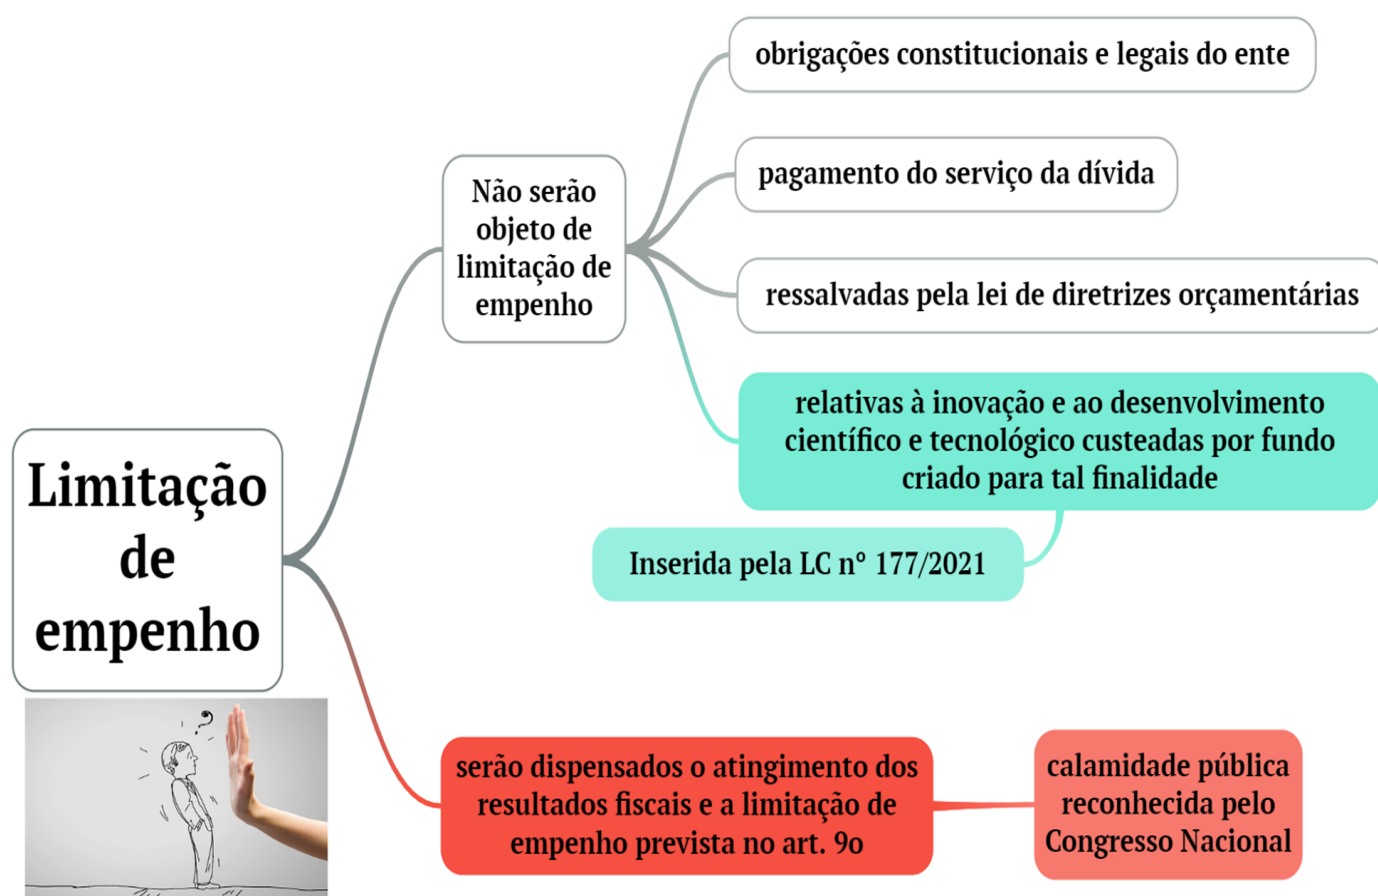 obrigações constitucionais e legais do ente
pagamento do serviço da dívida
Não serão
objeto de
limitação de
empenho
ressalvadas pela lei de diretrizes orçamentárias
relativas à inovação e ao desenvolvimento
científico e tecnológico custeadas por fundo
criado para tal finalidade
Inserida pela LC nº 177/2021
Limitação
de
empenho
?
serão dispensados o atingimento dos
resultados fiscais e a limitação de
empenho prevista no art. 9o
calamidade pública
reconhecida pelo
Congresso Nacional